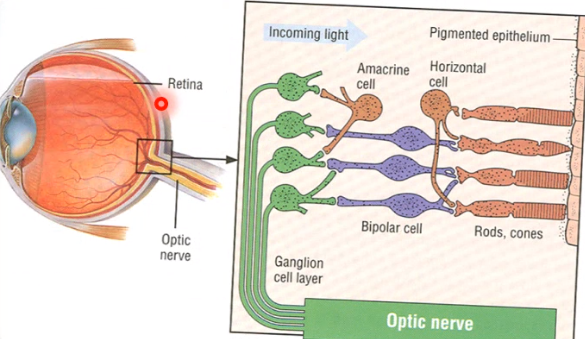 Retina
Optic
nerve
Incoming light
Pigmented epithelium
Amacrine
cell
Horizontal
cell
Bipolar cell
Rods, cones
Ganglion
cell layer
Optic nerve